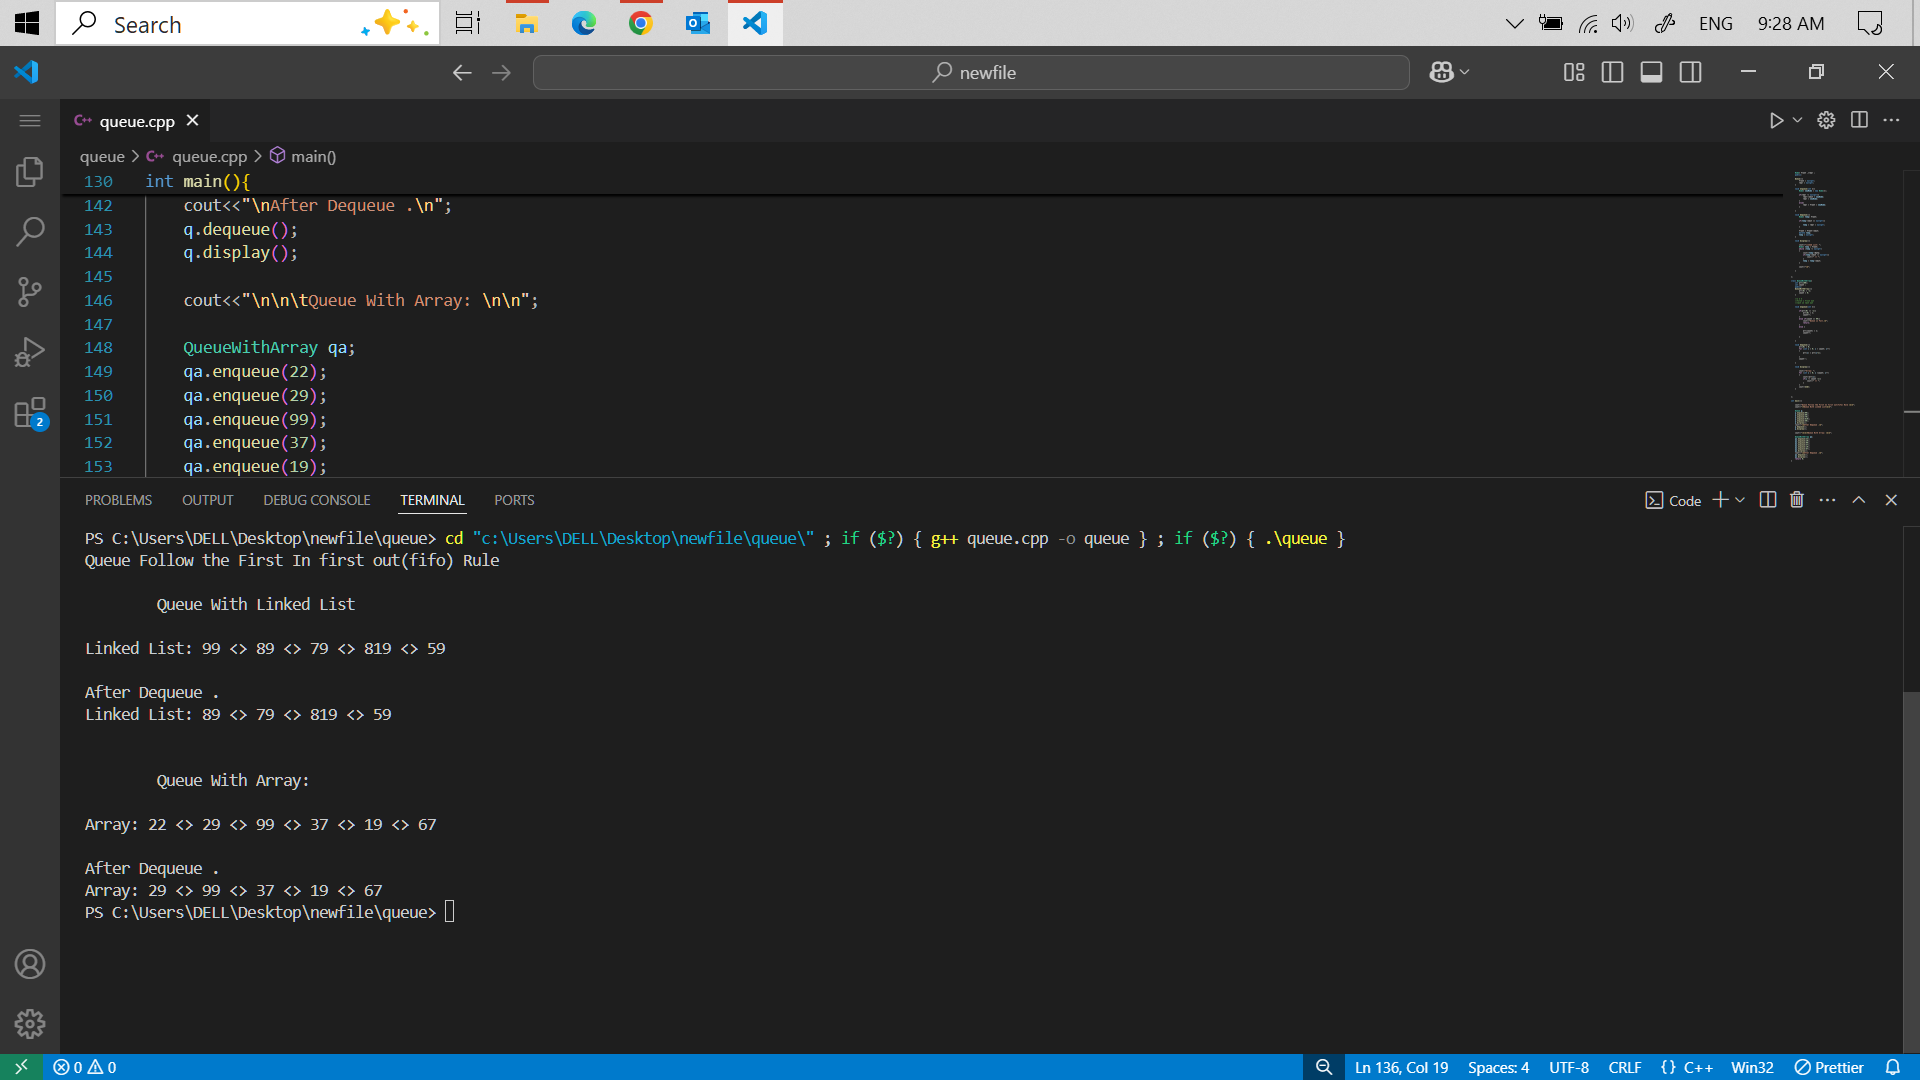 Search
ENG
9:28 AM
newfile
queue.cpp
queue > queue.cpp > main()
130 int main(){
142 cout<<"\nAfter Dequeue .\n";
143 q.dequeue();
144 q.display();
145
146 cout<<"\n\n\tQueue With Array: \n\n";
147
148 QueueWithArray qa;
149 qa.enqueue(22);
150 qa.enqueue(29);
151 qa.enqueue(99);
152 qa.enqueue(37);
153 qa.enqueue(19);
2
PROBLEMS OUTPUT DEBUG CONSOLE TERMINAL PORTS
Code
PS C:\Users\DELL\Desktop\newfile\queue> cd "c:\Users\DELL\Desktop\newfile\queue\" ; if ($?) { g++ queue.cpp -o queue } ; if ($?) { .\queue }
Queue Follow the First In first out(fifo) Rule
Queue With Linked List
Linked List: 99 <> 89 <> 79 <> 819 <> 59
After Dequeue .
Linked List: 89 <> 79 <> 819 <> 59
Queue With Array:
Array: 22 <> 29 <> 99 <> 37 <> 19 <> 67
After Dequeue .
Array: 29 <> 99 <> 37 <> 19 <> 67
PS C:\Users\DELL\Desktop\newfile\queue>
0 0
Ln 136, Col 19 Spaces: 4 UTF-8 CRLF {} C++ Win32 Prettier